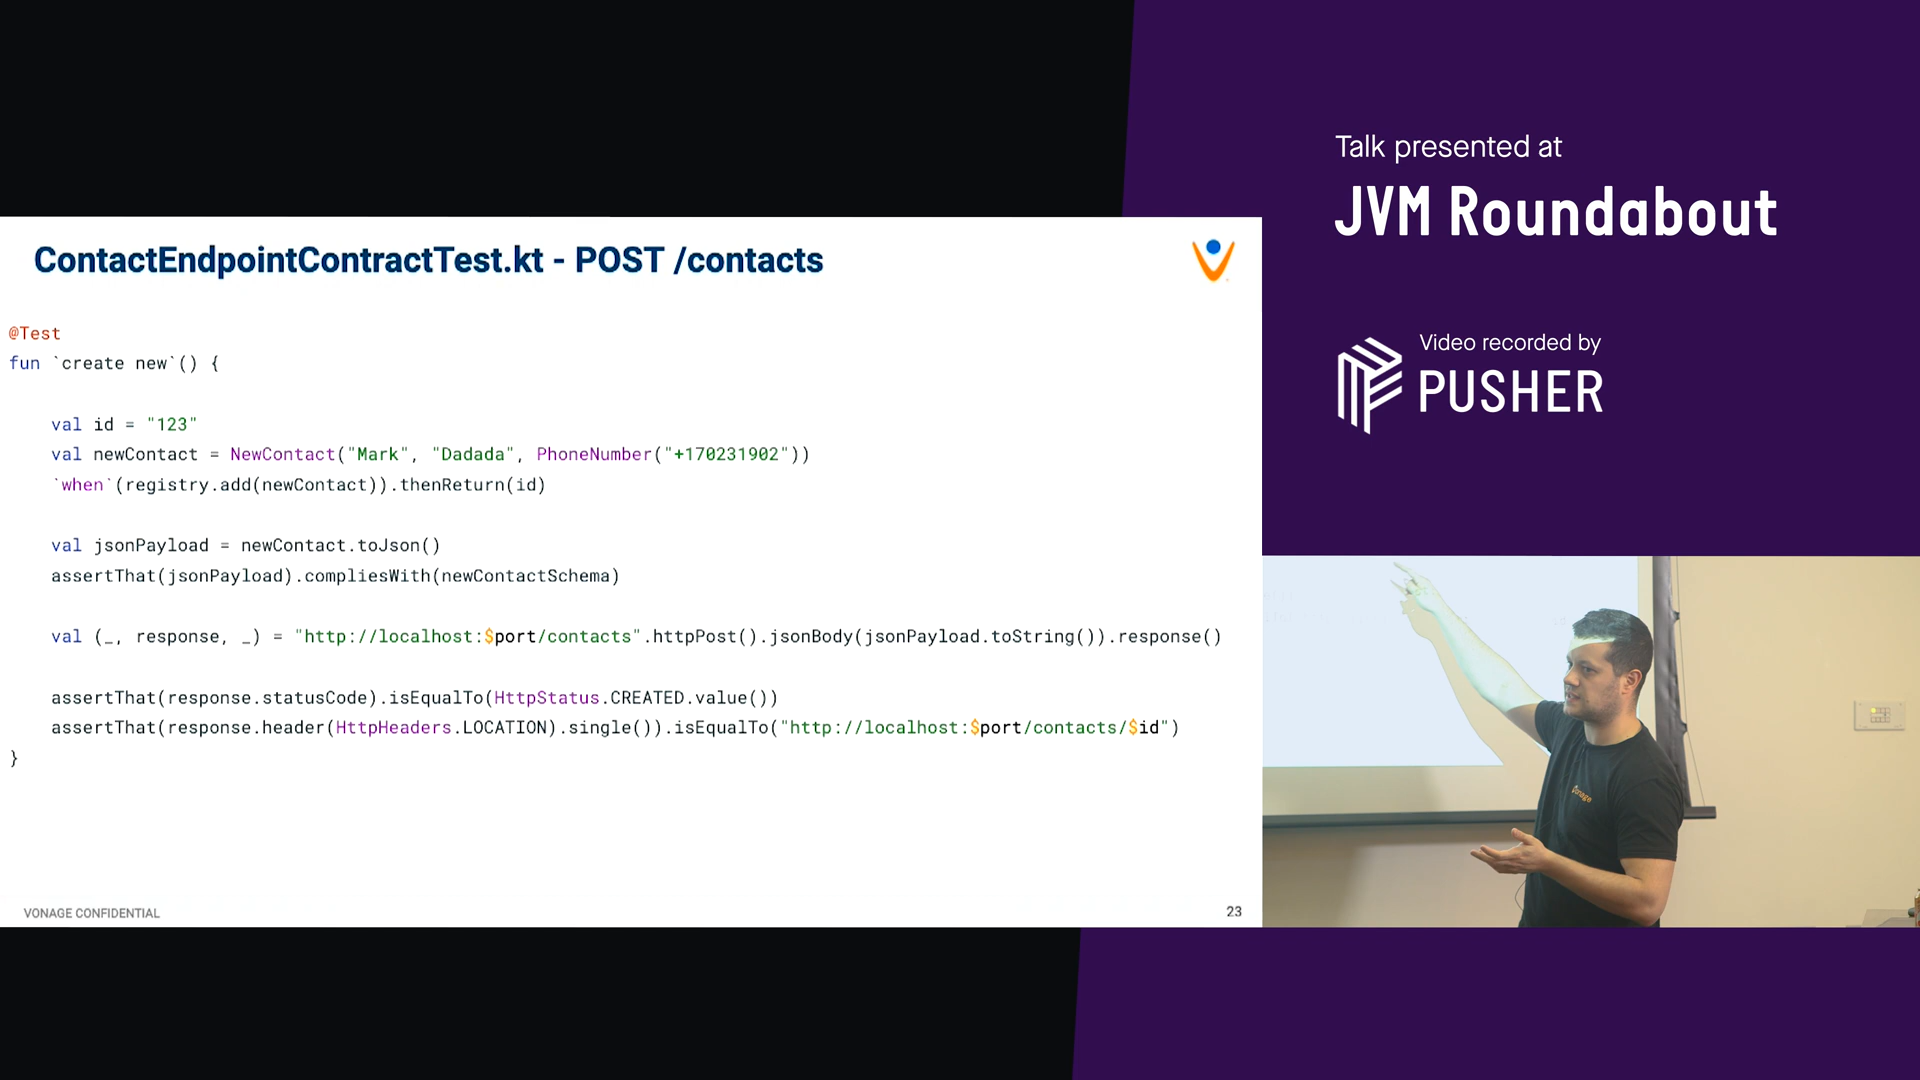 Talk presented at
JVM Roundabout
Video recorded by
PUSHER
ContactEndpointContractTest.kt - POST /contacts
@Test
fun `create new`() {
val id = "123"
val newContact = NewContact("Mark", "Dadada", PhoneNumber("+170231902"))
`when`(registry.add(newContact)).thenReturn(id)
val jsonPayload = newContact.toJson()
assertThat(jsonPayload).compliesWith(newContactSchema)
val (_, response, _) = "http://localhost:$port/contacts".httpPost().jsonBody(jsonPayload.toString()).response()
assertThat(response.statusCode).isEqualTo(HttpStatus.CREATED.value())
assertThat(response.header(HttpHeaders.LOCATION).single()).isEqualTo("http://localhost:$port/contacts/$id")
}
VONAGE CONFIDENTIAL
23
Vonage